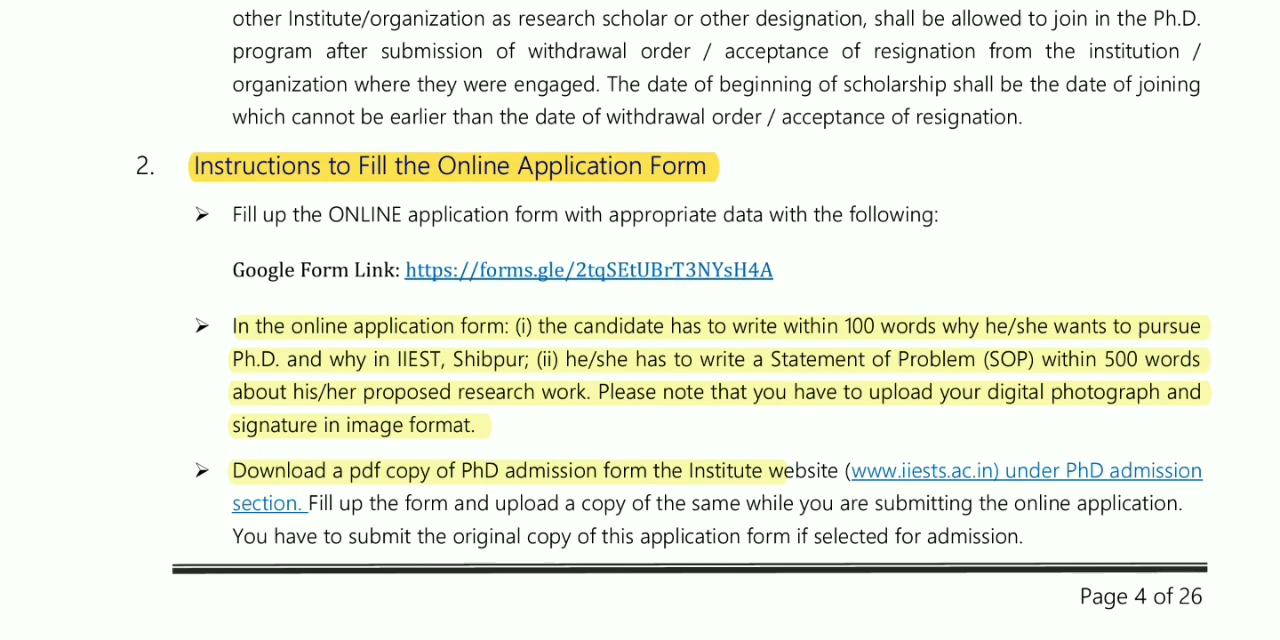 other Institute/organization as research scholar or other designation, shall be allowed to join in the Ph.D.
program after submission of withdrawal order / acceptance of resignation from the institution /
organization where they were engaged. The date of beginning of scholarship shall be the date of joining
which cannot be earlier than the date of withdrawal order / acceptance of resignation.
2. Instructions to Fill the Online Application Form
➢ Fill up the ONLINE application form with appropriate data with the following:
Google Form Link: https://forms.gle/2tqSEtUBrT3NYsH4A
➢ In the online application form: (i) the candidate has to write within 100 words why he/she wants to pursue
Ph.D. and why in IIEST, Shibpur; (ii) he/she has to write a Statement of Problem (SOP) within 500 words
about his/her proposed research work. Please note that you have to upload your digital photograph and
signature in image format.
➢ Download a pdf copy of PhD admission form the Institute website (www.iiests.ac.in) under PhD admission
section. Fill up the form and upload a copy of the same while you are submitting the online application.
You have to submit the original copy of this application form if selected for admission.
Page 4 of 26